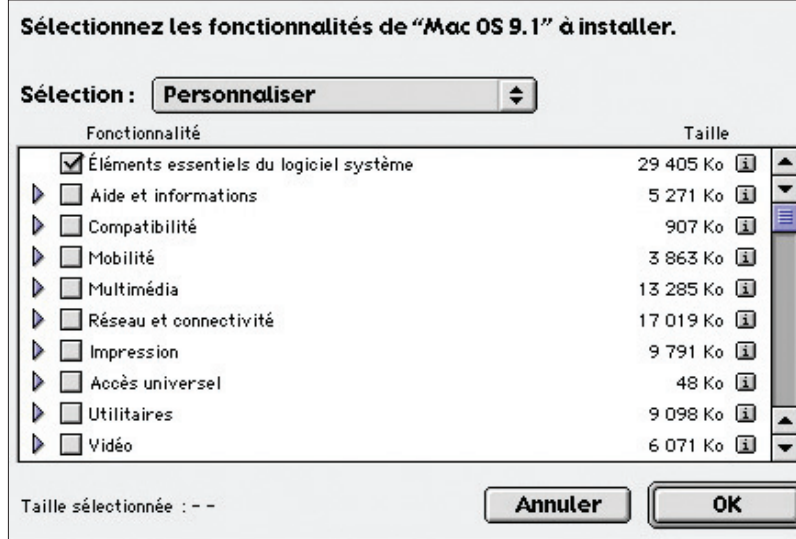 Sélectionnez les fonctionnalités de “Mac OS 9.1” à installer.
Sélection : Personnaliser
Fonctionnalité Taille
Éléments essentiels du logiciel système 29 405 Ko
Aide et informations 5 271 Ko
Compatibilité 907 Ko
Mobilité 3 863 Ko
Multimédia 13 285 Ko
Réseau et connectivité 17 019 Ko
Impression 9 791 Ko
Accès universel 48 Ko
Utilitaires 9 098 Ko
Vidéo 6 071 Ko
Taille sélectionnée : - - Annuler OK